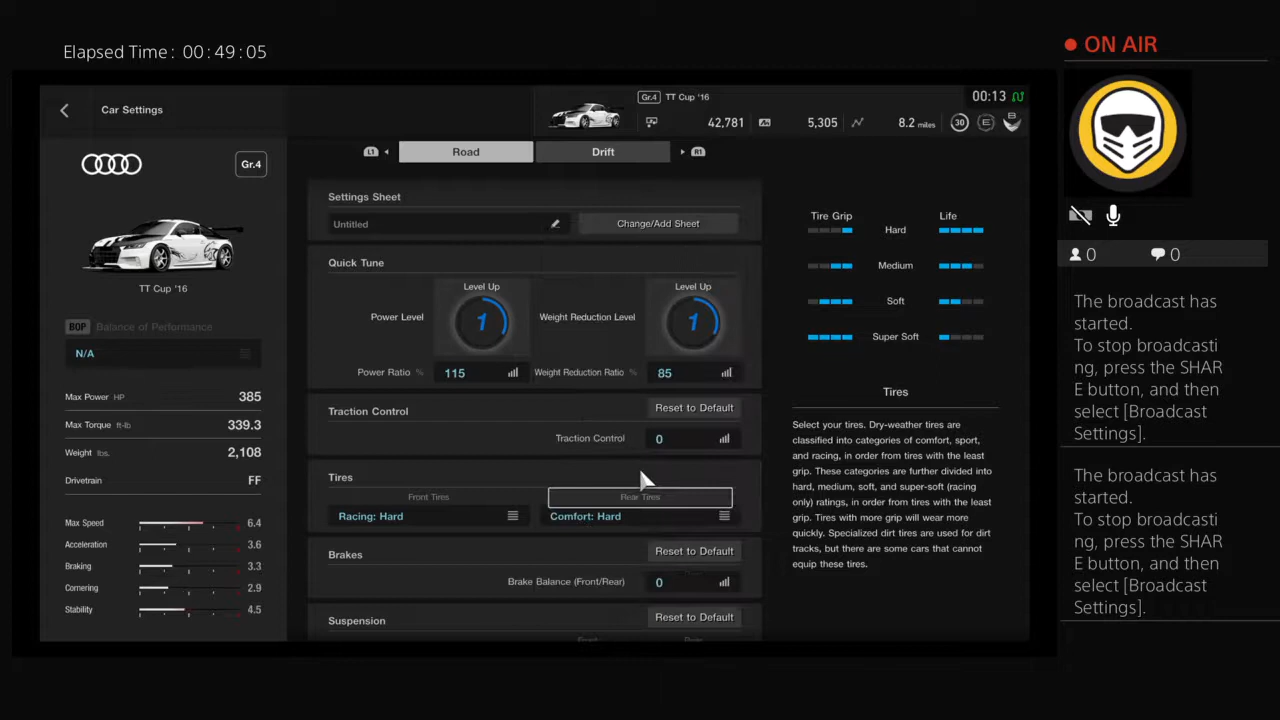 Elapsed Time: 00:49:05
ON AIR
Car Settings
Gr.4 TT Cup '16
00:13
42,781 5,305 8.2 miles 30 E B
Gr.4
TT Cup '16
BOP Balance of Performance
N/A
Max Power HP 385
Max Torque ft-lb 339.3
Weight lbs. 2,108
Drivetrain FF
Max Speed 6.4
Acceleration 3.6
Braking 3.3
Cornering 2.9
Stability 4.5
L1 Road Drift R1
Settings Sheet
Untitled Change/Add Sheet
Quick Tune
Level Up Level Up
Power Level 1 Weight Reduction Level 1
Power Ratio % 115 Weight Reduction Ratio % 85
Traction Control Reset to Default
Traction Control 0
Tires
Front Tires Rear Tires
Racing: Hard Comfort: Hard
Brakes Reset to Default
Brake Balance (Front/Rear) 0
Suspension Reset to Default
Tire Grip Life
Hard
Medium
Soft
Super Soft
Tires
Select your tires. Dry-weather tires are
classified into categories of comfort, sport,
and racing, in order from tires with the least
grip. These categories are further divided into
hard, medium, soft, and super-soft (racing
only) ratings, in order from tires with the least
grip. Tires with more grip will wear more
quickly. Specialized dirt tires are used for dirt
tracks, but there are some cars that cannot
equip these tires.
0 0
The broadcast has
started.
To stop broadcasti
ng, press the SHAR
E button, and then
select [Broadcast
Settings].
The broadcast has
started.
To stop broadcasti
ng, press the SHAR
E button, and then
select [Broadcast
Settings].